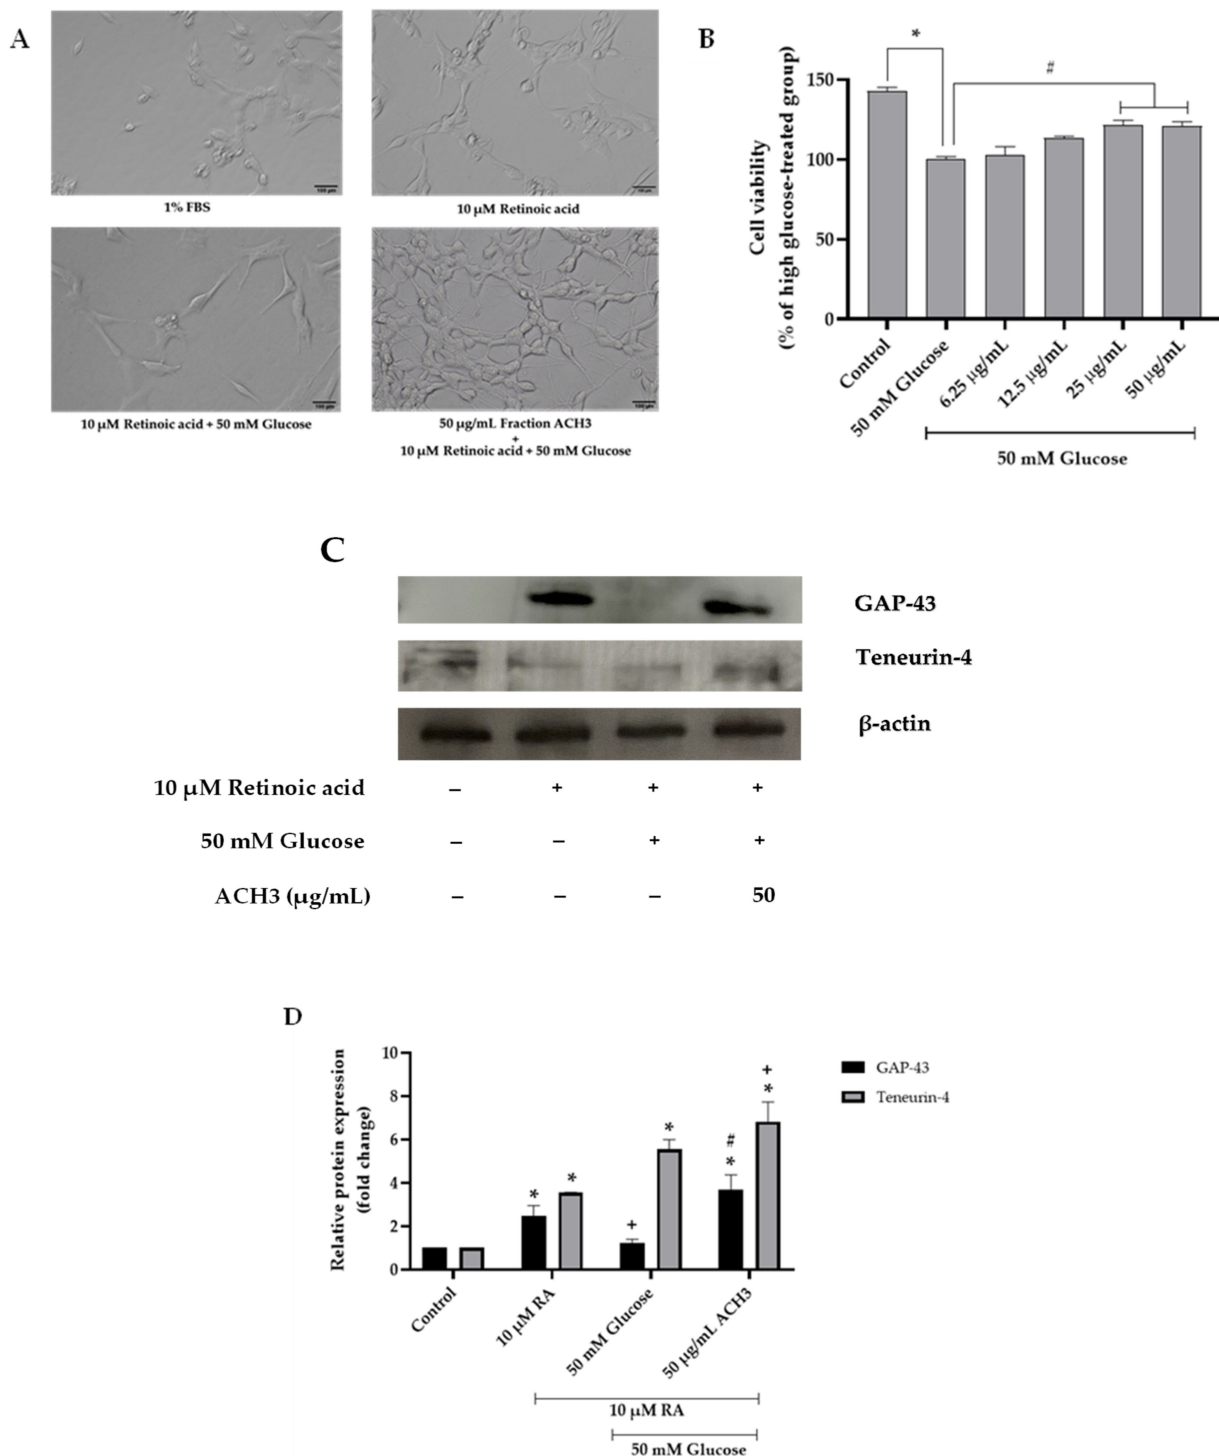 A
1% FBS
10 µM Retinoic acid
10 µM Retinoic acid + 50 mM Glucose
50 µg/mL Fraction ACH3
+
10 µM Retinoic acid + 50 mM Glucose
B
Cell viability
(% of high glucose-treated group)
150
100
50
0
*
#
Control
50 mM Glucose
6.25 µg/mL
12.5 µg/mL
25 µg/mL
50 µg/mL
50 mM Glucose
C
GAP-43
Teneurin-4
β-actin
10 µM Retinoic acid – + + +
50 mM Glucose – – + +
ACH3 (µg/mL) – – – 50
D
Relative protein expression
(fold change)
10
8
6
4
2
0
*
*
+
*
#
*
+
*
GAP-43
Teneurin-4
Control
10 µM RA
50 mM Glucose
50 µg/mL ACH3
10 µM RA
50 mM Glucose